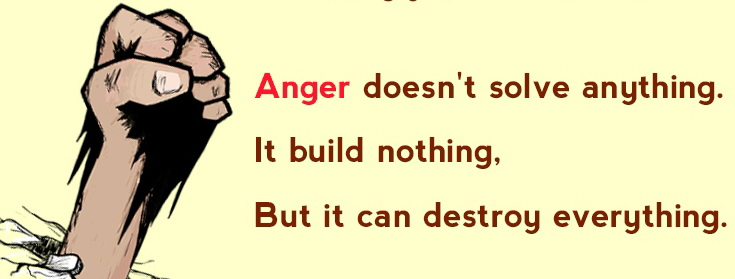 Anger doesn't solve anything.
It build nothing,
But it can destroy everything.